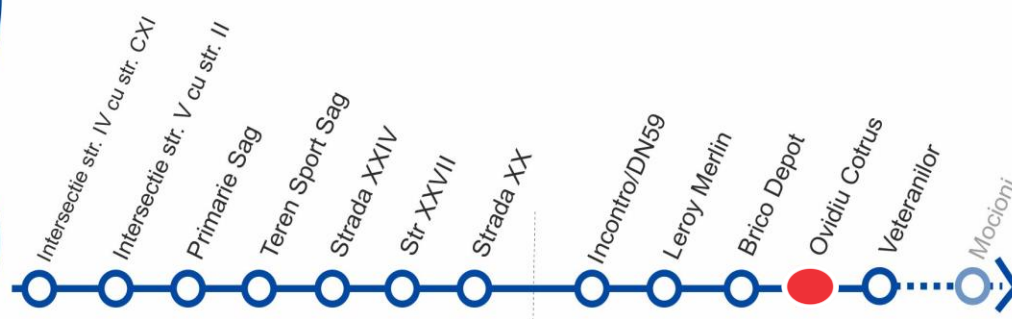 Intersectie str. IV cu str. CXI
Intersectie str. V cu str. II
Primarie Sag
Teren Sport Sag
Strada XXIV
Str XXVII
Strada XX
Incontro/DN59
Leroy Merlin
Brico Depot
Ovidiu Cotrus
Veteranilor
Mocioni